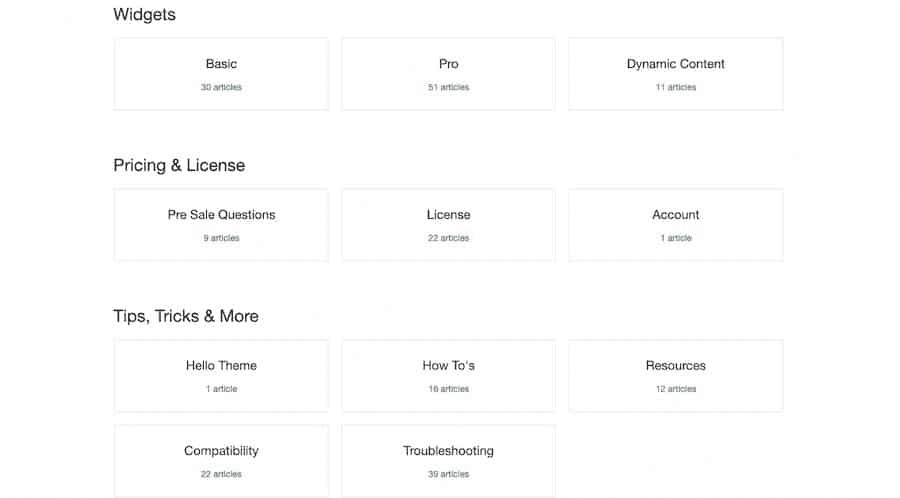 Widgets
Basic
Pro
Dynamic Content
30 articles
51 articles
11 articles
Pricing & License
Pre Sale Questions
License
Account
9 articles
22 articles
1 article
Tips, Tricks & More
Hello Theme
How To's
Resources
1 article
16 articles
12 articles
Compatibility
Troubleshooting
22 articles
39 articles